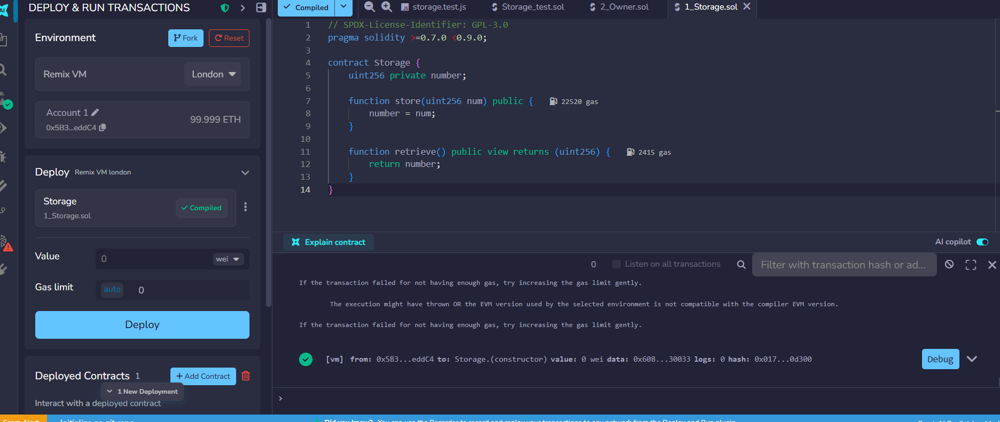 DEPLOY & RUN TRANSACTIONS
Environment
Fork
Reset
Remix VM
London
Account 1
0x5B3...eddC4
99.999 ETH
Deploy Remix VM london
Storage
1_Storage.sol
Compiled
Value
0
wei
Gas limit
auto
0
Deploy
Deployed Contracts 1
+ Add Contract
1 New Deployment
Interact with a deployed contract
Compiled
storage.test.js
Storage_test.sol
2_Owner.sol
1_Storage.sol
1 // SPDX-License-Identifier: GPL-3.0
2 pragma solidity >=0.7.0 <0.9.0;
3
4 contract Storage {
5 uint256 private number;
6
7 function store(uint256 num) public { 22520 gas
8 number = num;
9 }
10
11 function retrieve() public view returns (uint256) { 2415 gas
12 return number;
13 }
14 }
Explain contract
AI copilot
0
Listen on all transactions
Filter with transaction hash or ad...
If the transaction failed for not having enough gas, try increasing the gas limit gently.
The execution might have thrown OR the EVM version used by the selected environment is not compatible with the compiler EVM version.
If the transaction failed for not having enough gas, try increasing the gas limit gently.
[vm] from: 0x5B3...eddC4 to: Storage.(constructor) value: 0 wei data: 0x608...30033 logs: 0 hash: 0x017...0d300
Debug
>
Scam Alert
Initialize as git repo
Did you know? You can use the Recorder to record and replay your transactions to any network from the Deploy and Run plugin.